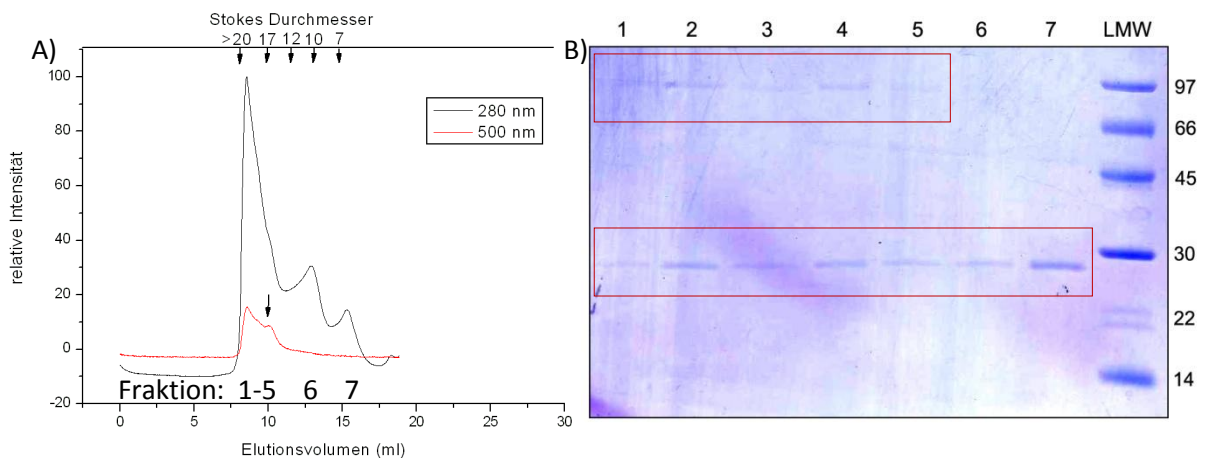 A)
Stokes Durchmesser
>20 17 12 10 7
relative Intensität
100
80
60
40
20
0
-20
280 nm
500 nm
Fraktion: 1-5 6 7
0 5 10 15 20 25 30
Elutionsvolumen (ml)
B)
1 2 3 4 5 6 7 LMW
97
66
45
30
22
14